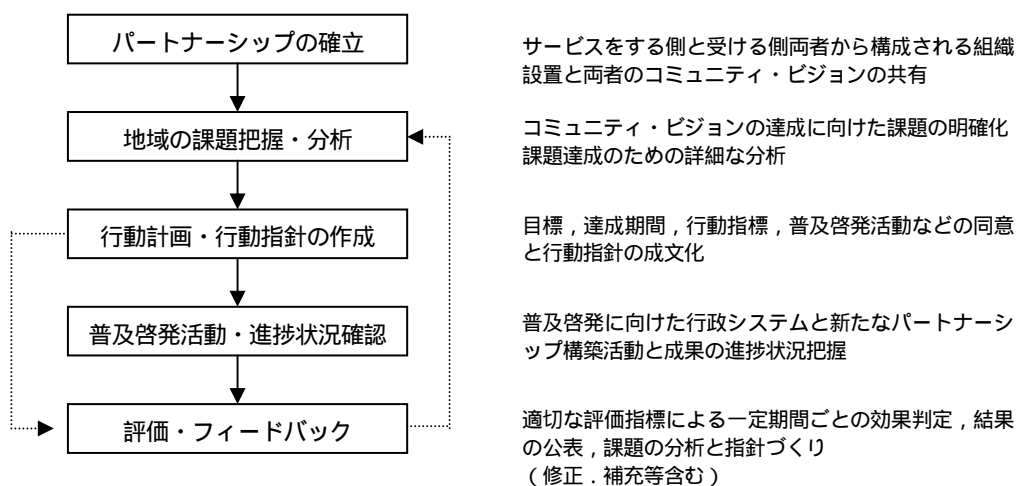 パートナーシップの確立
サービスをする側と受ける側両者から構成される組織
設置と両者のコミュニティ・ビジョンの共有
地域の課題把握・分析
コミュニティ・ビジョンの達成に向けた課題の明確化
課題達成のための詳細な分析
行動計画・行動指針の作成
目標，達成期間，行動指標，普及啓発活動などの同意
と行動指針の成文化
普及啓発活動・進捗状況確認
普及啓発に向けた行政システムと新たなパートナーシ
ップ構築活動と成果の進捗状況把握
評価・フィードバック
適切な評価指標による一定期間ごとの効果判定，結果
の公表，課題の分析と指針づくり
（修正．補充等含む）